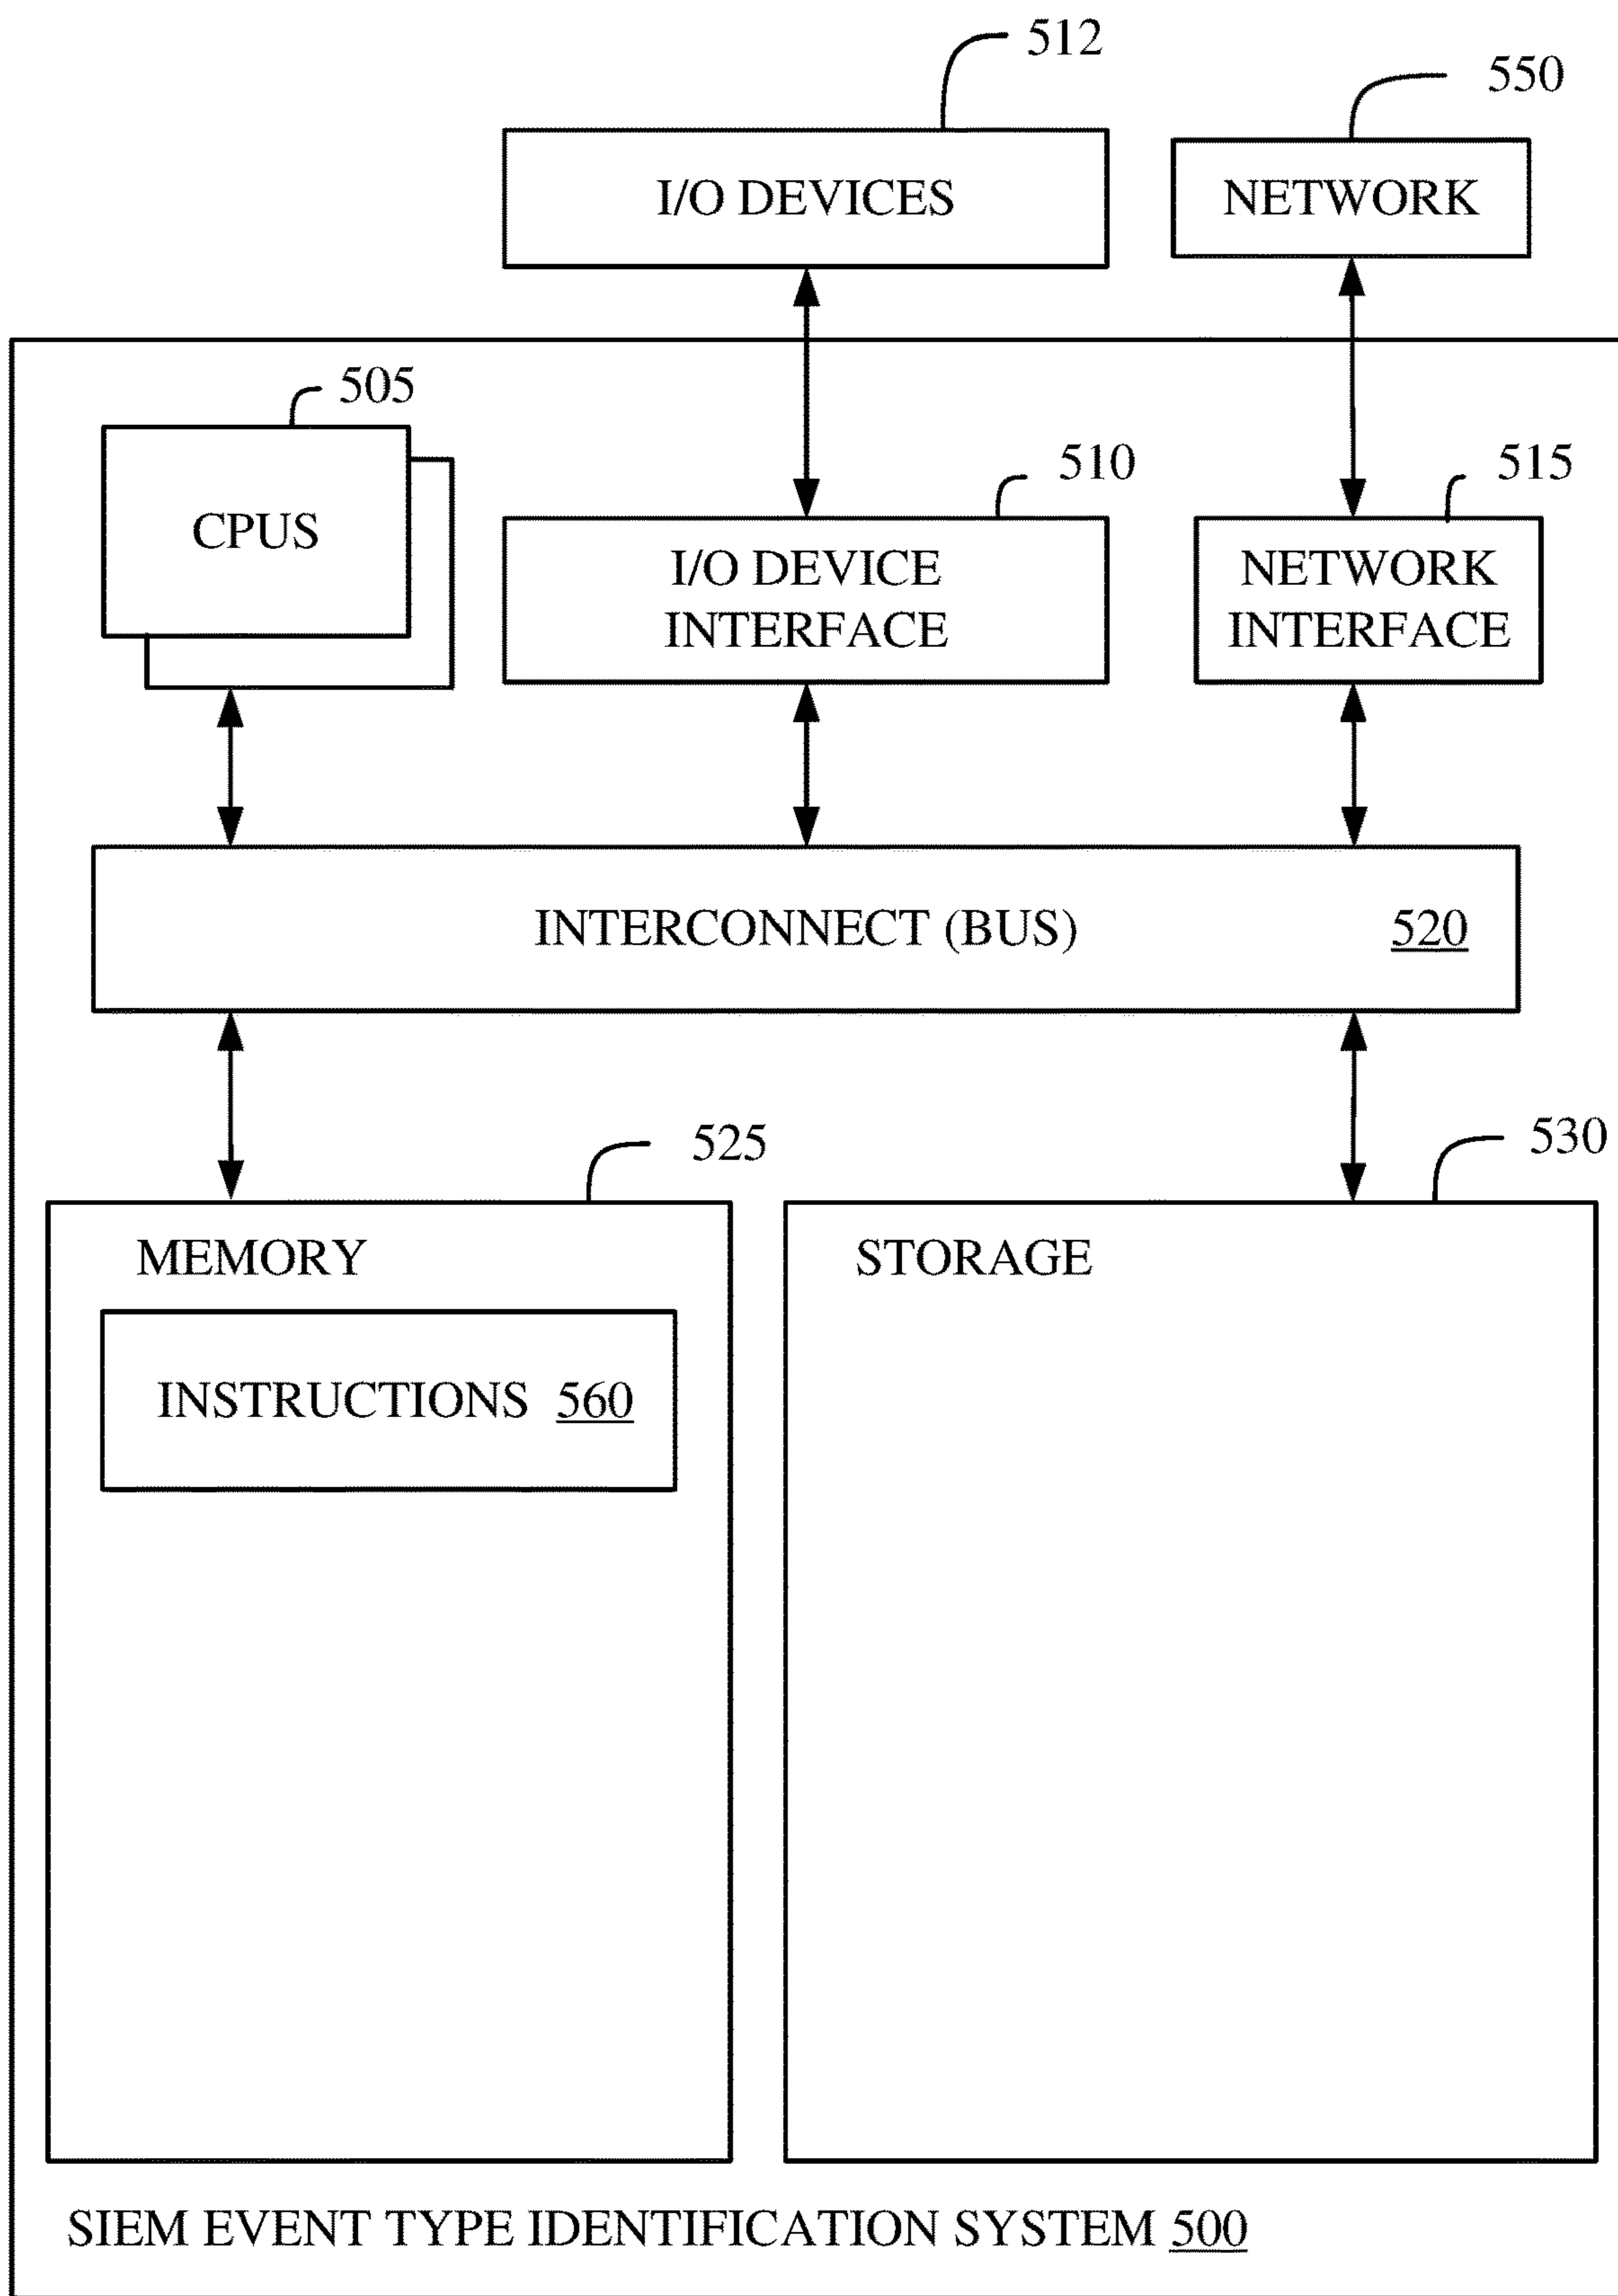 512
550
I/O DEVICES
NETWORK
505
510
515
CPUS
I/O DEVICE
INTERFACE
NETWORK
INTERFACE
INTERCONNECT (BUS) 520
525
530
MEMORY
STORAGE
INSTRUCTIONS 560
SIEM EVENT TYPE IDENTIFICATION SYSTEM 500